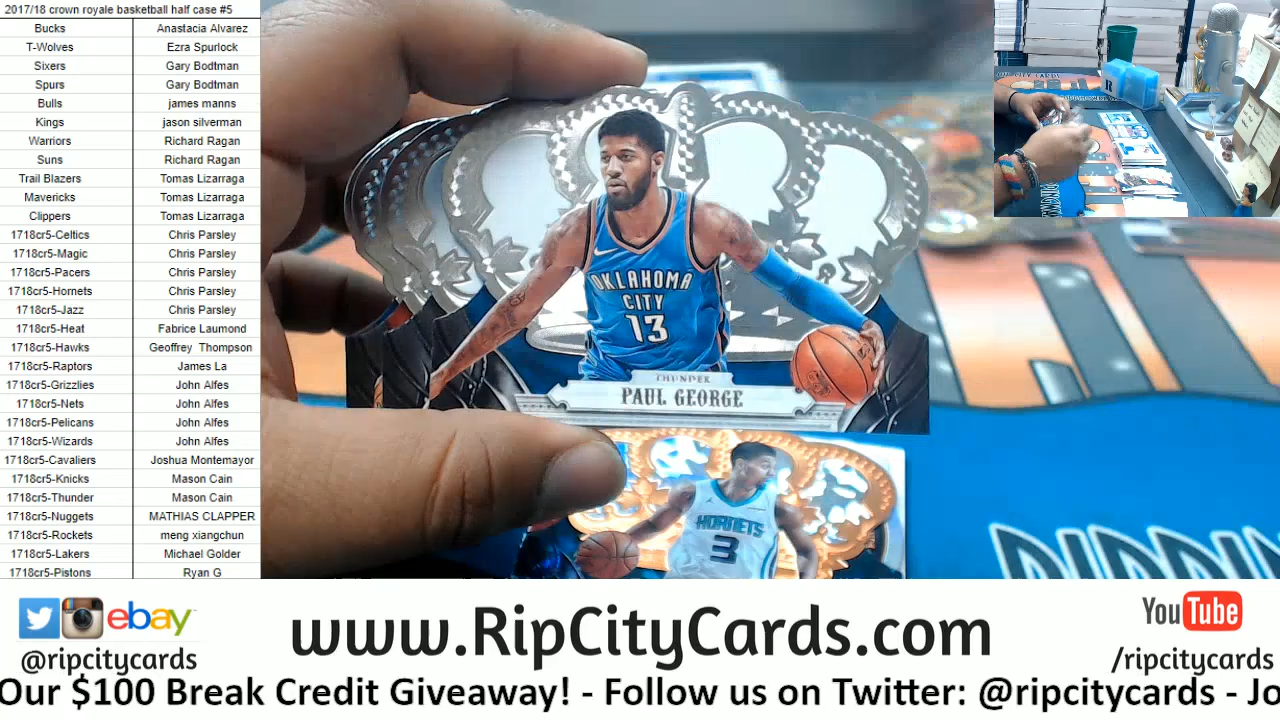 2017/18 crown royale basketball half case #5
Bucks Anastacia Alvarez
T-Wolves Ezra Spurlock
Sixers Gary Bodtman
Spurs Gary Bodtman
Bulls james manns
Kings jason silverman
Warriors Richard Ragan
Suns Richard Ragan
Trail Blazers Tomas Lizarraga
Mavericks Tomas Lizarraga
Clippers Tomas Lizarraga
1718cr5-Celtics Chris Parsley
1718cr5-Magic Chris Parsley
1718cr5-Pacers Chris Parsley
1718cr5-Hornets Chris Parsley
1718cr5-Jazz Chris Parsley
1718cr5-Heat Fabrice Laumond
1718cr5-Hawks Geoffrey Thompson
1718cr5-Raptors James La
1718cr5-Grizzlies John Alfes
1718cr5-Nets John Alfes
1718cr5-Pelicans John Alfes
1718cr5-Wizards John Alfes
1718cr5-Cavaliers Joshua Montemayor
1718cr5-Knicks Mason Cain
1718cr5-Thunder Mason Cain
1718cr5-Nuggets MATHIAS CLAPPER
1718cr5-Rockets meng xiangchun
1718cr5-Lakers Michael Golder
1718cr5-Pistons Ryan G
OKLAHOMA
CITY
13
THUNDER
PAUL GEORGE
HORNETS
3
RIP CITY CARDS
R
ebay
@ripcitycards
www.RipCityCards.com
YouTube
/ripcitycards
Our $100 Break Credit Giveaway! - Follow us on Twitter: @ripcitycards - Jo